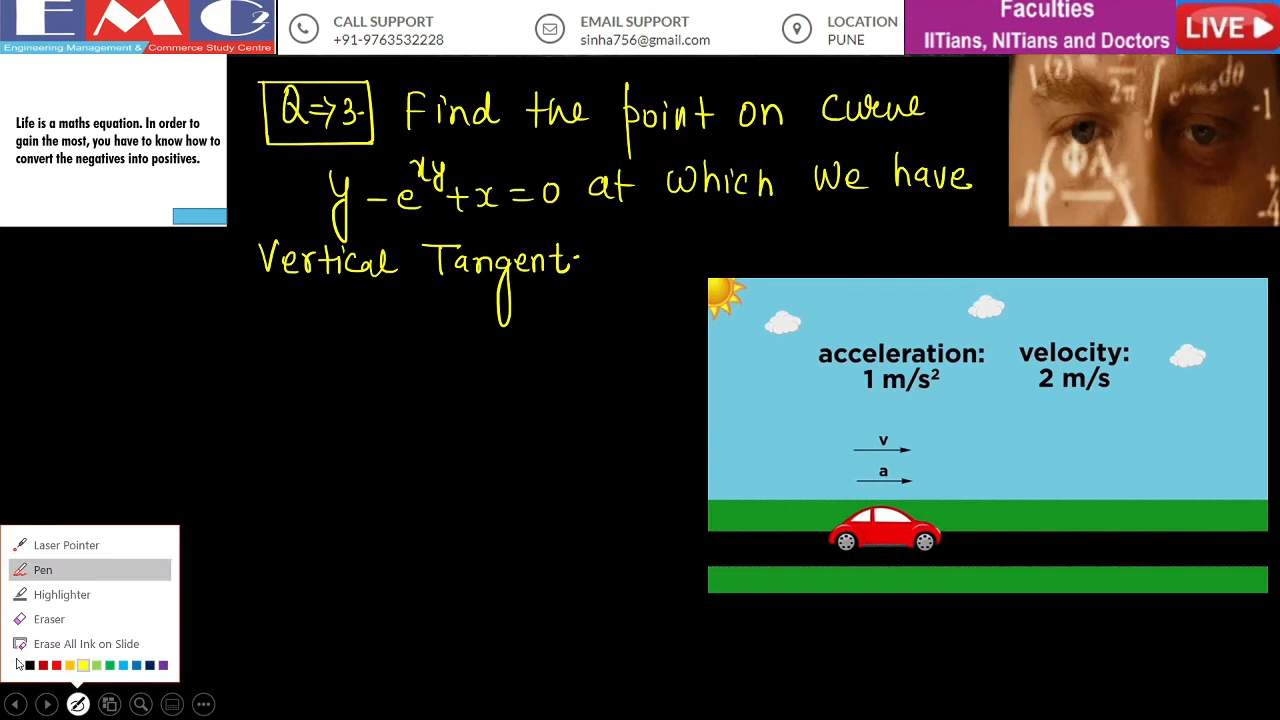 EMC²
Engineering Management & Commerce Study Centre
CALL SUPPORT
+91-9763532228
EMAIL SUPPORT
sinha756@gmail.com
LOCATION
PUNE
Faculties
IITians, NITians and Doctors
LIVE
Life is a maths equation. In order to
gain the most, you have to know how to
convert the negatives into positives.
Q⇒3. Find the point on curve
y - e^{xy} + x = 0 at which we have
Vertical Tangent.
acceleration:
1 m/s²
velocity:
2 m/s
v
a
Laser Pointer
Pen
Highlighter
Eraser
Erase All Ink on Slide